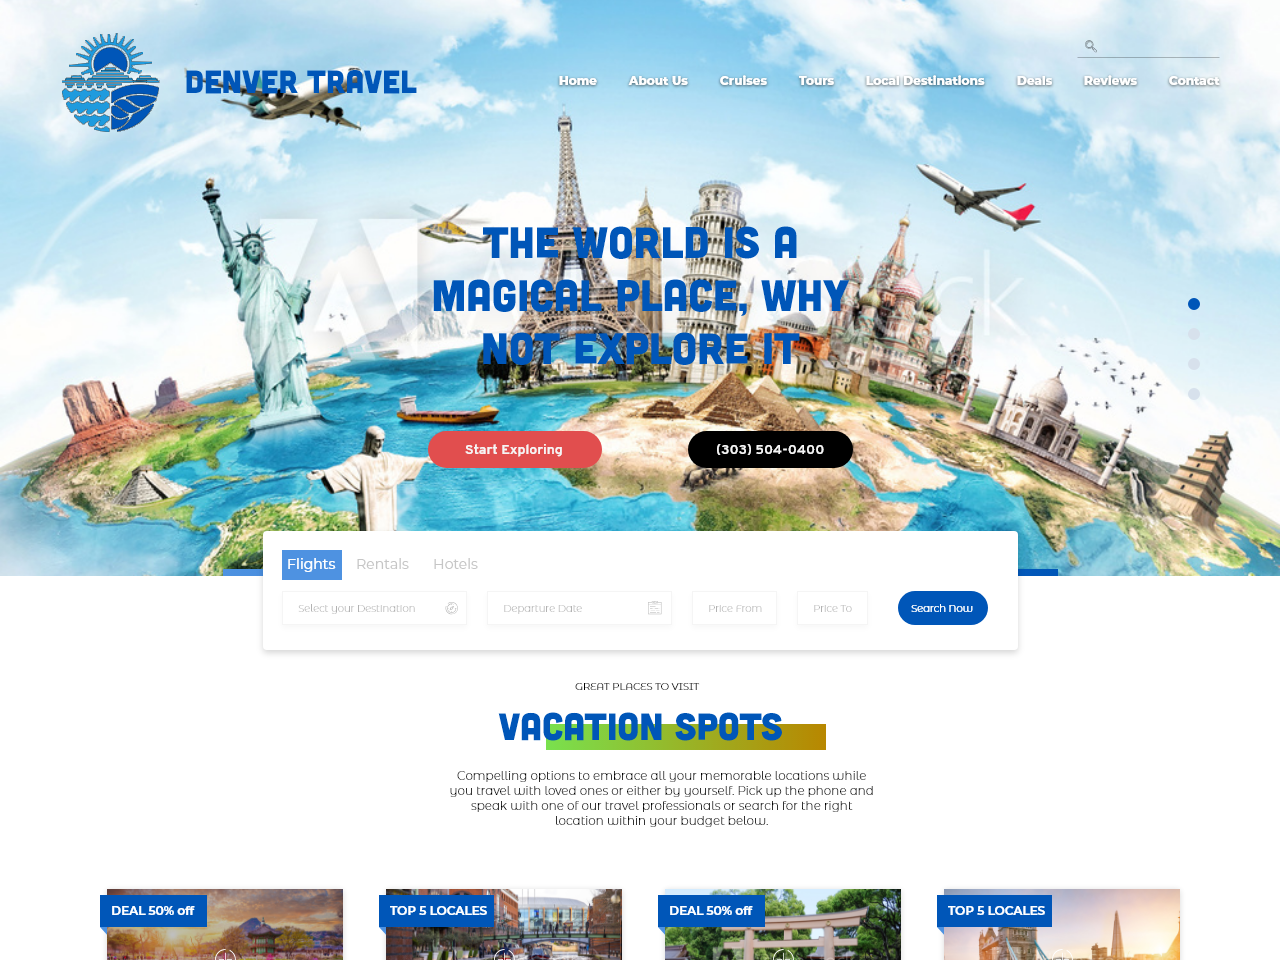 DENVER TRAVEL
Home About Us Cruises Tours Local Destinations Deals Reviews Contact
THE WORLD IS A
MAGICAL PLACE, WHY
NOT EXPLORE IT
Start Exploring (303) 504-0400
Flights Rentals Hotels
Select your Destination Departure Date Price From Price To Search Now
GREAT PLACES TO VISIT
VACATION SPOTS
Compelling options to embrace all your memorable locations while
you travel with loved ones or either by yourself. Pick up the phone and
speak with one of our travel professionals or search for the right
location within your budget below.
DEAL 50% off TOP 5 LOCALES DEAL 50% off TOP 5 LOCALES